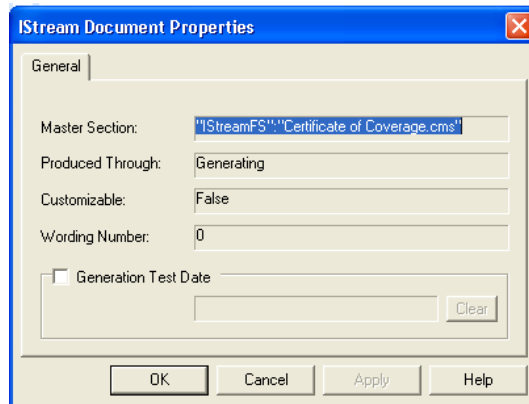 IStream Document Properties
General
Master Section: "IStreamFS":"Certificate of Coverage.cms"
Produced Through: Generating
Customizable: False
Wording Number: 0
Generation Test Date
Clear
OK Cancel Apply Help